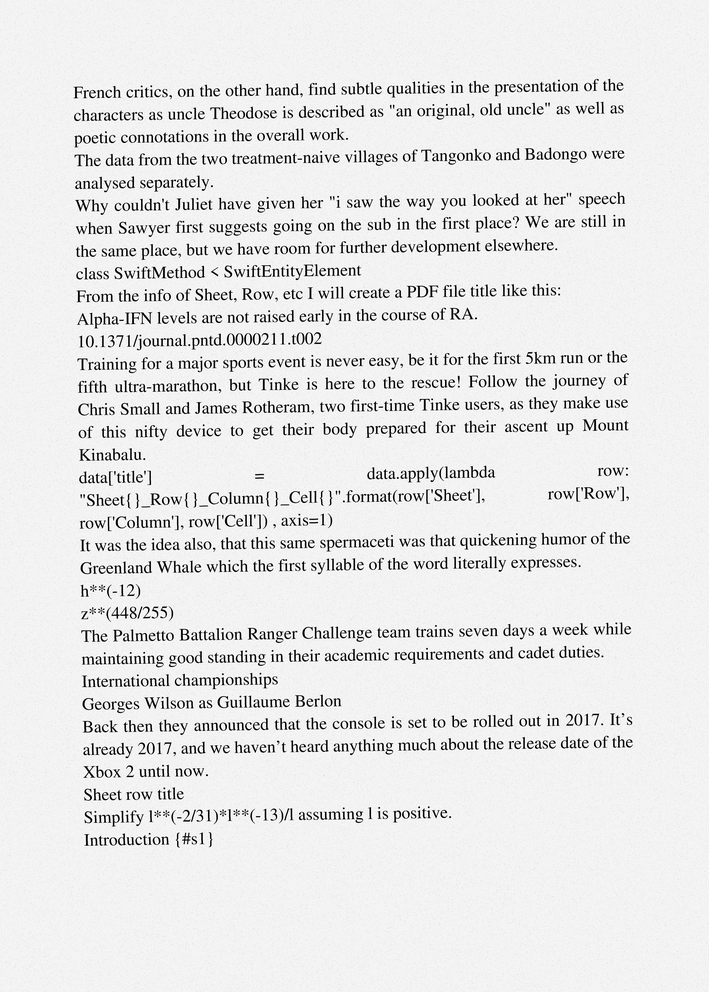 French critics, on the other hand, find subtle qualities in the presentation of the
characters as uncle Theodose is described as "an original, old uncle" as well as
poetic connotations in the overall work.
The data from the two treatment-naive villages of Tangonko and Badongo were
analysed separately.
Why couldn't Juliet have given her "i saw the way you looked at her" speech
when Sawyer first suggests going on the sub in the first place? We are still in
the same place, but we have room for further development elsewhere.
class SwiftMethod < SwiftEntityElement
From the info of Sheet, Row, etc I will create a PDF file title like this:
Alpha-IFN levels are not raised early in the course of RA.
10.1371/journal.pntd.0000211.t002
Training for a major sports event is never easy, be it for the first 5km run or the
fifth ultra-marathon, but Tinke is here to the rescue! Follow the journey of
Chris Small and James Rotheram, two first-time Tinke users, as they make use
of this nifty device to get their body prepared for their ascent up Mount
Kinabalu.
data['title'] = data.apply(lambda row:
"Sheet{}_Row{}_Column{}_Cell{}".format(row['Sheet'], row['Row'],
row['Column'], row['Cell']) , axis=1)
It was the idea also, that this same spermaceti was that quickening humor of the
Greenland Whale which the first syllable of the word literally expresses.
h**(-12)
z**(448/255)
The Palmetto Battalion Ranger Challenge team trains seven days a week while
maintaining good standing in their academic requirements and cadet duties.
International championships
Georges Wilson as Guillaume Berlon
Back then they announced that the console is set to be rolled out in 2017. It’s
already 2017, and we haven’t heard anything much about the release date of the
Xbox 2 until now.
Sheet row title
Simplify l**(-2/31)*l**(-13)/l assuming l is positive.
Introduction {#s1}